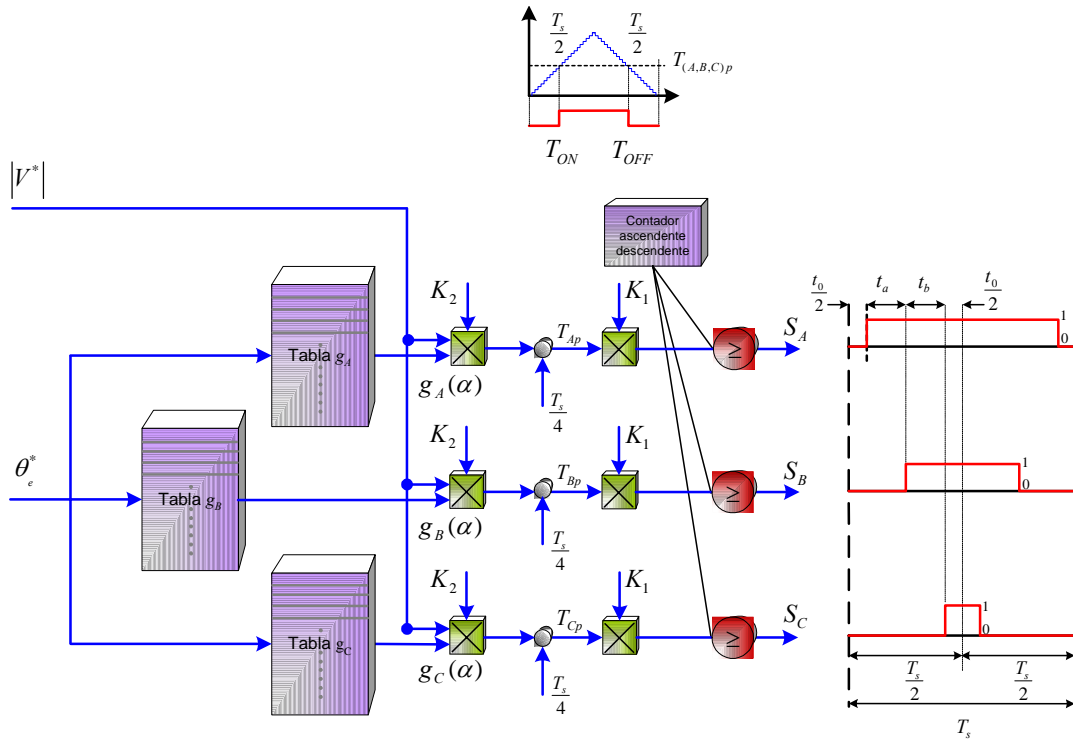 T_s/2 T_s/2
T_(A,B,C)p
T_ON T_OFF
|V*|
Contador
ascendente
descendente
K_2 K_1
Tabla g_A
T_Ap
S_A
g_A(α)
T_s/4
t_0/2 t_a t_b t_0/2
1
0
θ_e*
Tabla g_B
K_2 K_1
T_Bp
≥
S_B
g_B(α)
T_s/4
1
0
Tabla g_C
K_2 K_1
T_Cp
≥
S_C
g_C(α)
T_s/4
1
0
≥
T_s/2 T_s/2
T_s